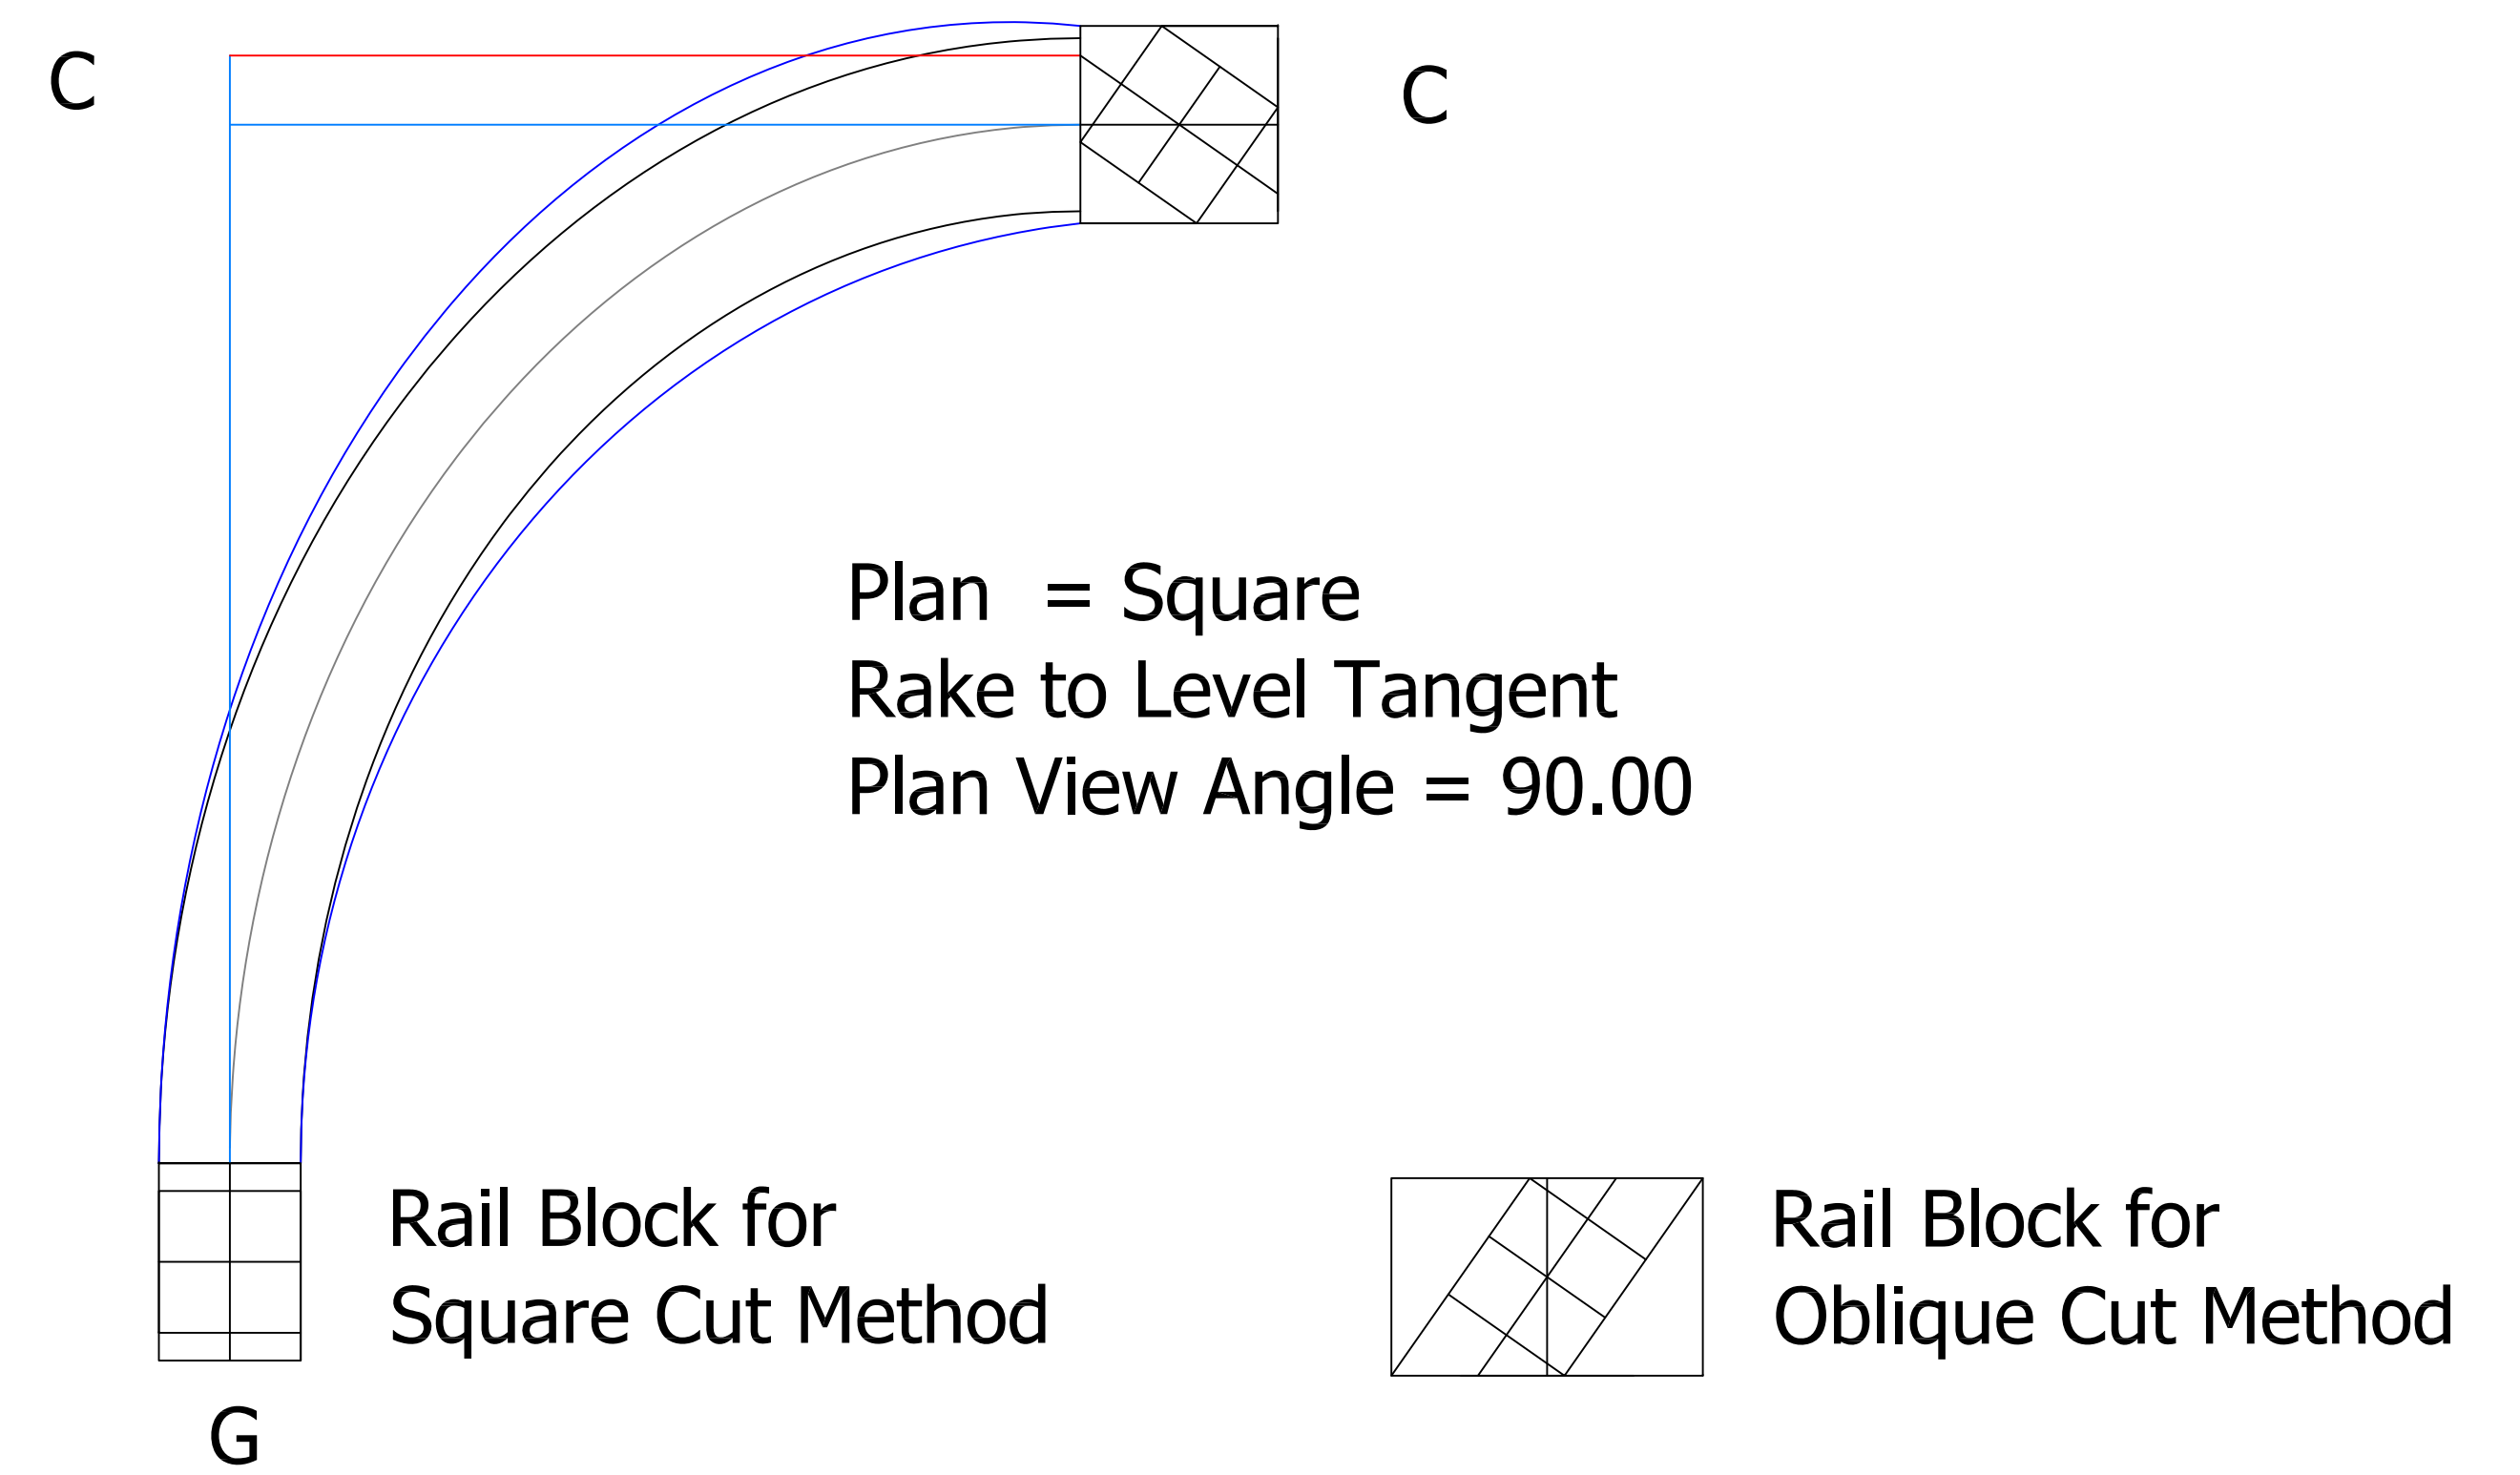 C
C
Plan = Square
Rake to Level Tangent
Plan View Angle = 90.00
Rail Block for
Square Cut Method
Rail Block for
Oblique Cut Method
G